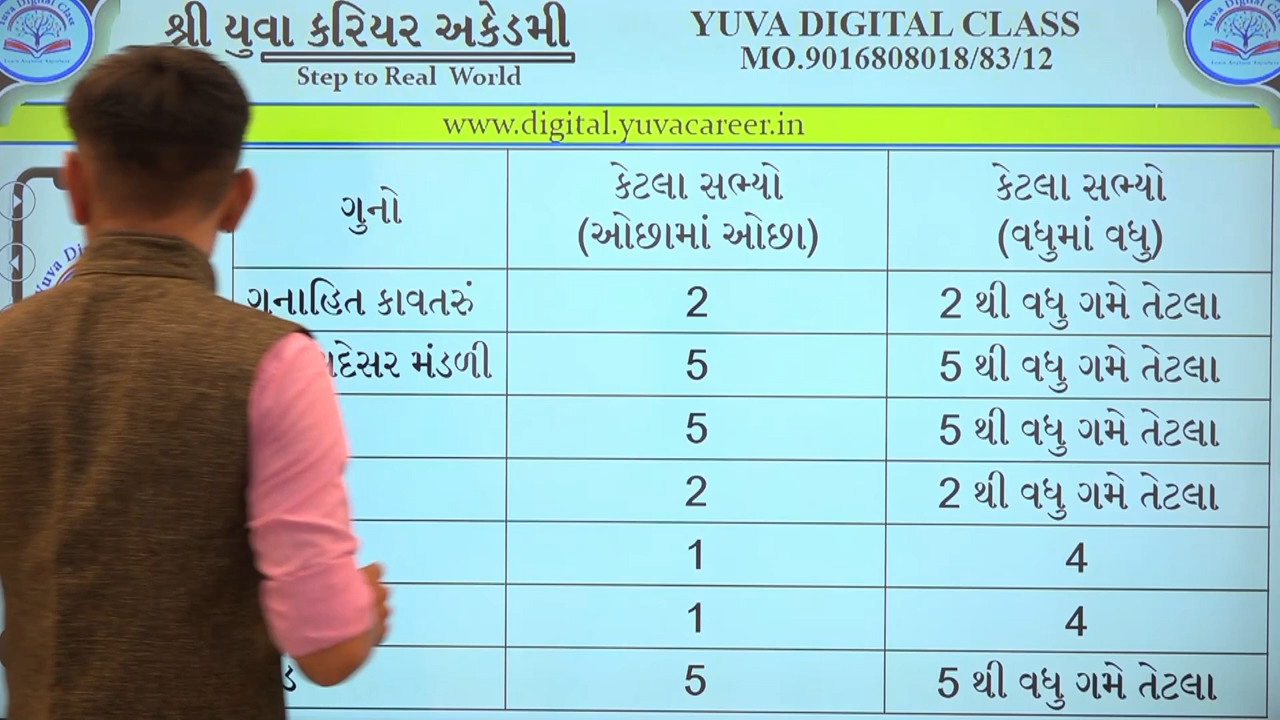 શ્રી યુવા કરિયર અકેડમી
Step to Real World
YUVA DIGITAL CLASS
MO.9016808018/83/12
www.digital.yuvacareer.in
ગુનો
કેટલા સભ્યો
(ઓછામાં ઓછા)
કેટલા સભ્યો
(વધુમાં વધુ)
ગુનાહિત કાવતરું 2 2 થી વધુ ગમે તેટલા
મંડળી 5 5 થી વધુ ગમે તેટલા
5 5 થી વધુ ગમે તેટલા
2 2 થી વધુ ગમે તેટલા
1 4
1 4
5 5 થી વધુ ગમે તેટલા